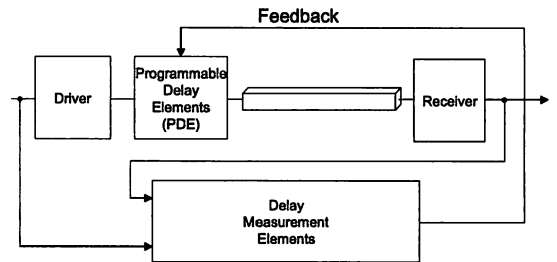 Feedback
Driver
Programmable
Delay
Elements
(PDE)
Receiver
Delay
Measurement
Elements